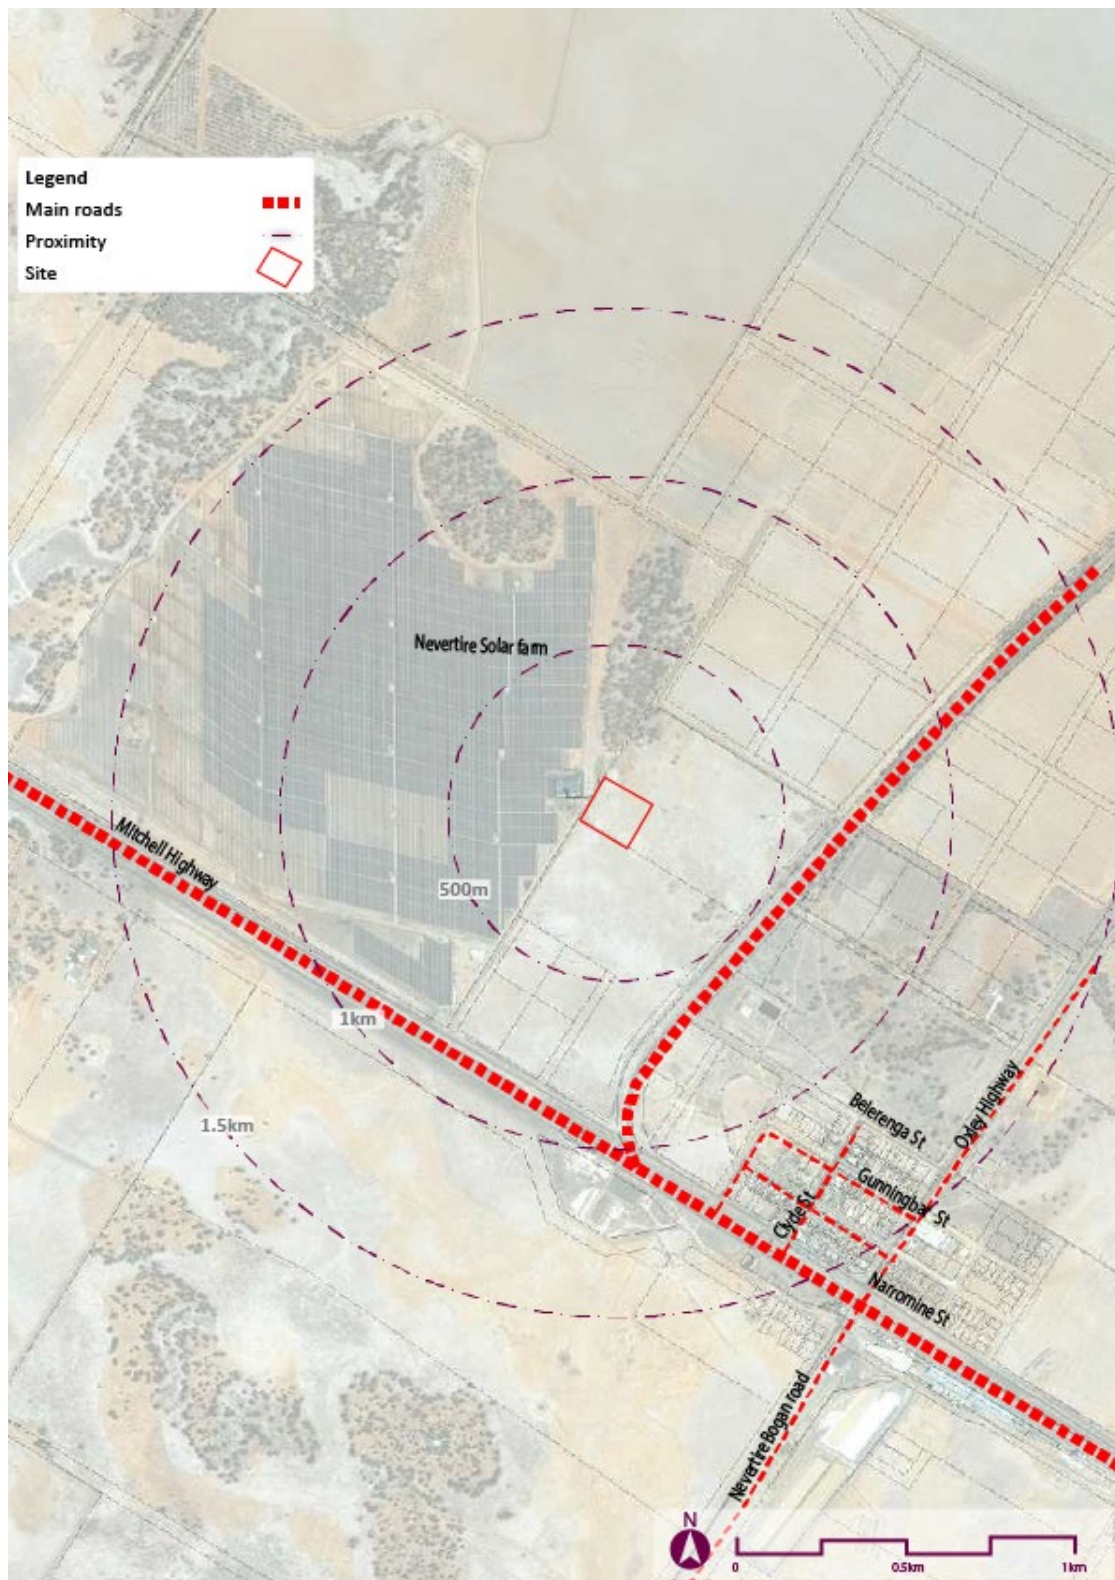 Legend
Main roads
Proximity
Site
Nevertire Solar farm
Mitchell Highway
500m
1km
1.5km
Belerenga St
Oxley Highway
Gunningbar St
Clyde St
Narromine St
Nevertire Bogan road
N
0
0.5km
1km